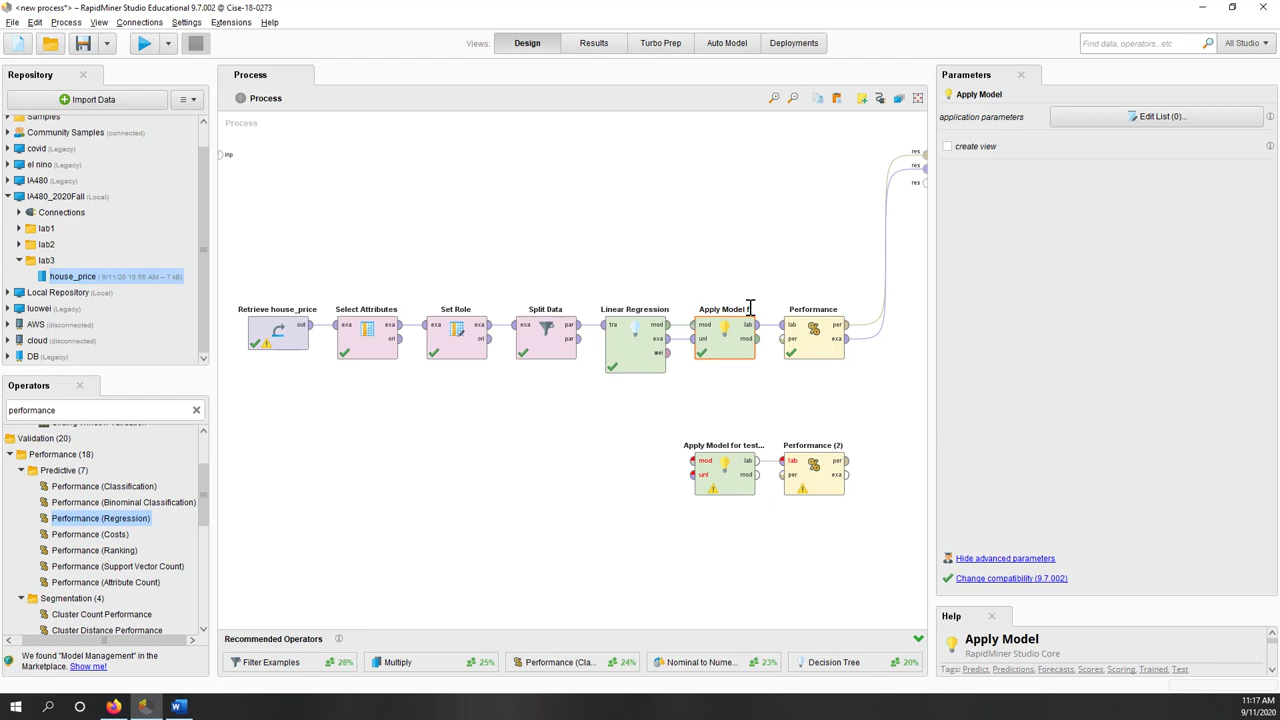 <new process*> – RapidMiner Studio Educational 9.7.002 @ Cise-18-0273
File Edit Process View Connections Settings Extensions Help
Views: Design Results Turbo Prep Auto Model Deployments
Find data, operators...etc All Studio
Repository
Import Data
Samples
Community Samples (connected)
covid (Legacy)
el nino (Legacy)
IA480 (Legacy)
IA480_2020Fall (Local)
Connections
lab1
lab2
lab3
house_price (9/11/20 10:55 AM – 7 kB)
Local Repository (Local)
luowei (Legacy)
AWS (disconnected)
cloud (Legacy)
DB (Legacy)
Operators
performance
Validation (20)
Performance (18)
Predictive (7)
Performance (Classification)
Performance (Binominal Classification)
Performance (Regression)
Performance (Costs)
Performance (Ranking)
Performance (Support Vector Count)
Performance (Attribute Count)
Segmentation (4)
Cluster Count Performance
Cluster Distance Performance
We found "Model Management" in the
Marketplace. Show me!
Process
Process
Process
inp
res
res
res
Retrieve house_price Select Attributes Set Role Split Data Linear Regression Apply Model f Performance
out exa exa exa exa exa par tra mod mod lab lab per
ori ori par exa unl mod per exa
wei
Apply Model for test... Performance (2)
mod lab lab per
unl mod per exa
Recommended Operators
Filter Examples 28% Multiply 25% Performance (Cla... 24% Nominal to Nume... 23% Decision Tree 20%
Parameters
Apply Model
application parameters Edit List (0)...
create view
Hide advanced parameters
Change compatibility (9.7.002)
Help
Apply Model
RapidMiner Studio Core
Tags: Predict, Predictions, Forecasts, Scores, Scoring, Trained, Test
11:17 AM
9/11/2020